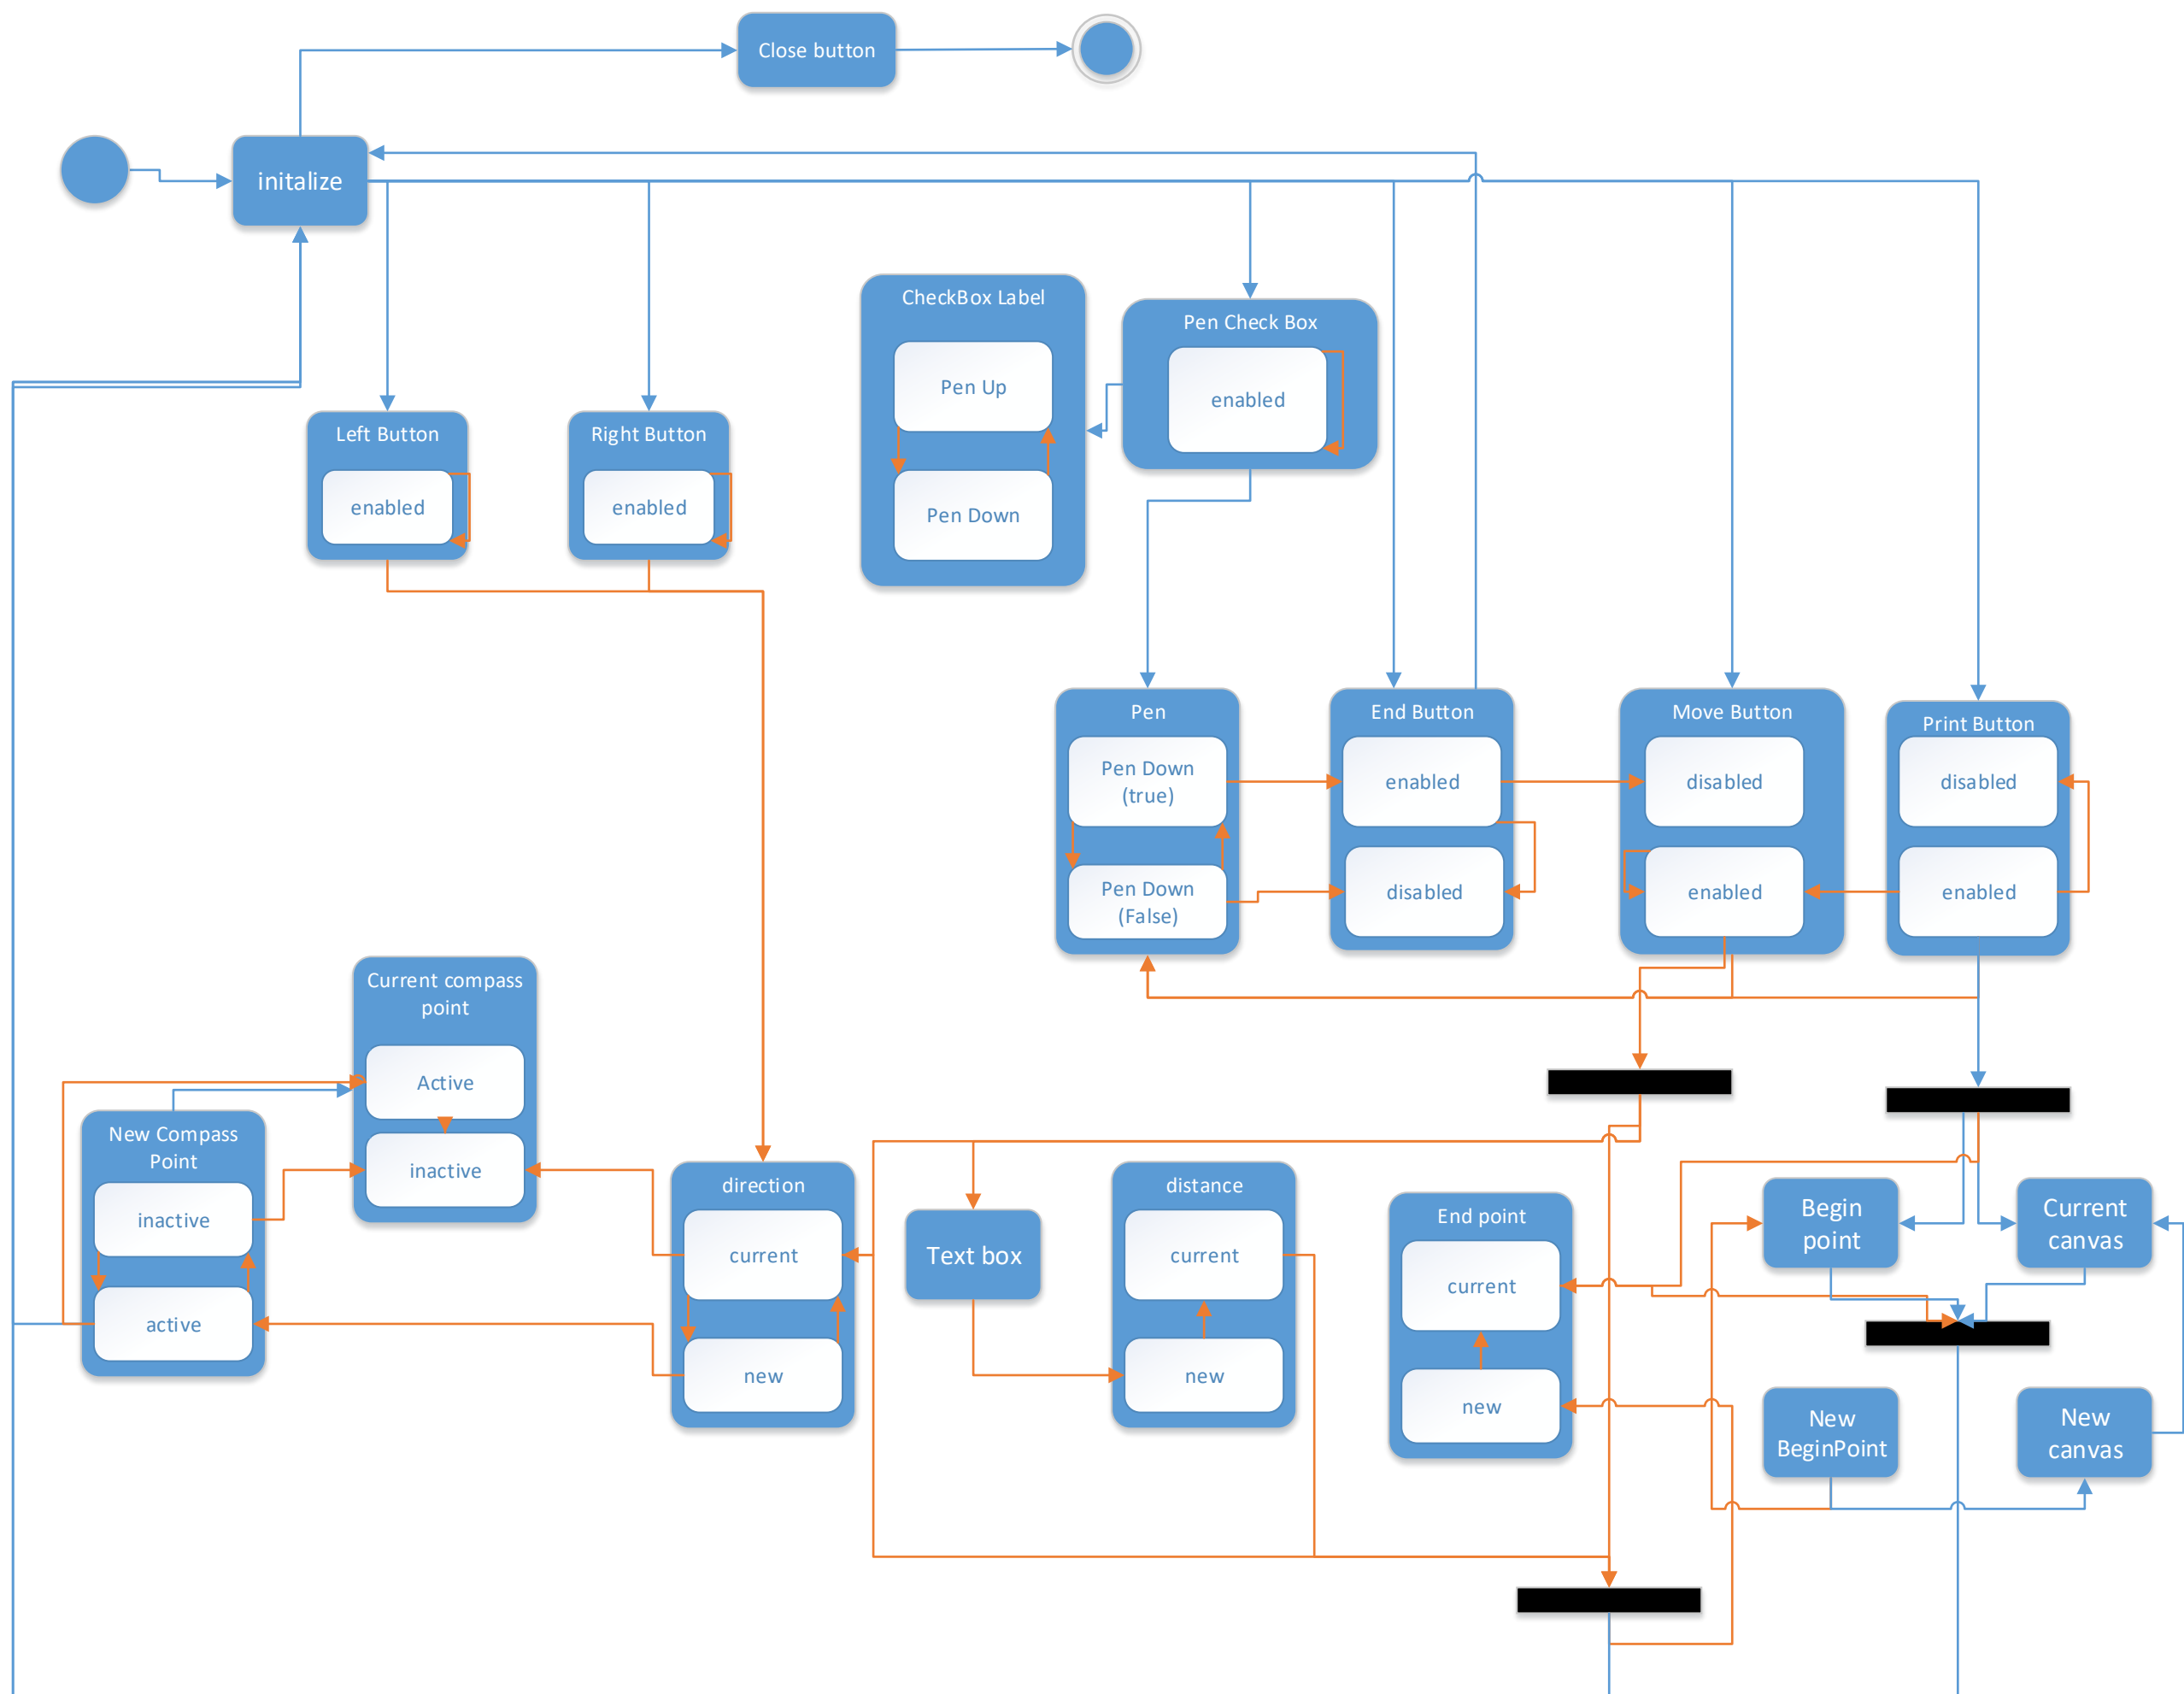 Close button
initalize
CheckBox Label
Pen Up
Pen Down
Pen Check Box
enabled
Left Button
enabled
Right Button
enabled
Pen
Pen Down
(true)
Pen Down
(False)
End Button
enabled
disabled
Move Button
disabled
enabled
Print Button
disabled
enabled
Current compass
point
Active
inactive
New Compass
Point
inactive
active
direction
current
new
Text box
distance
current
new
End point
current
new
Begin
point
Current
canvas
New
BeginPoint
New
canvas